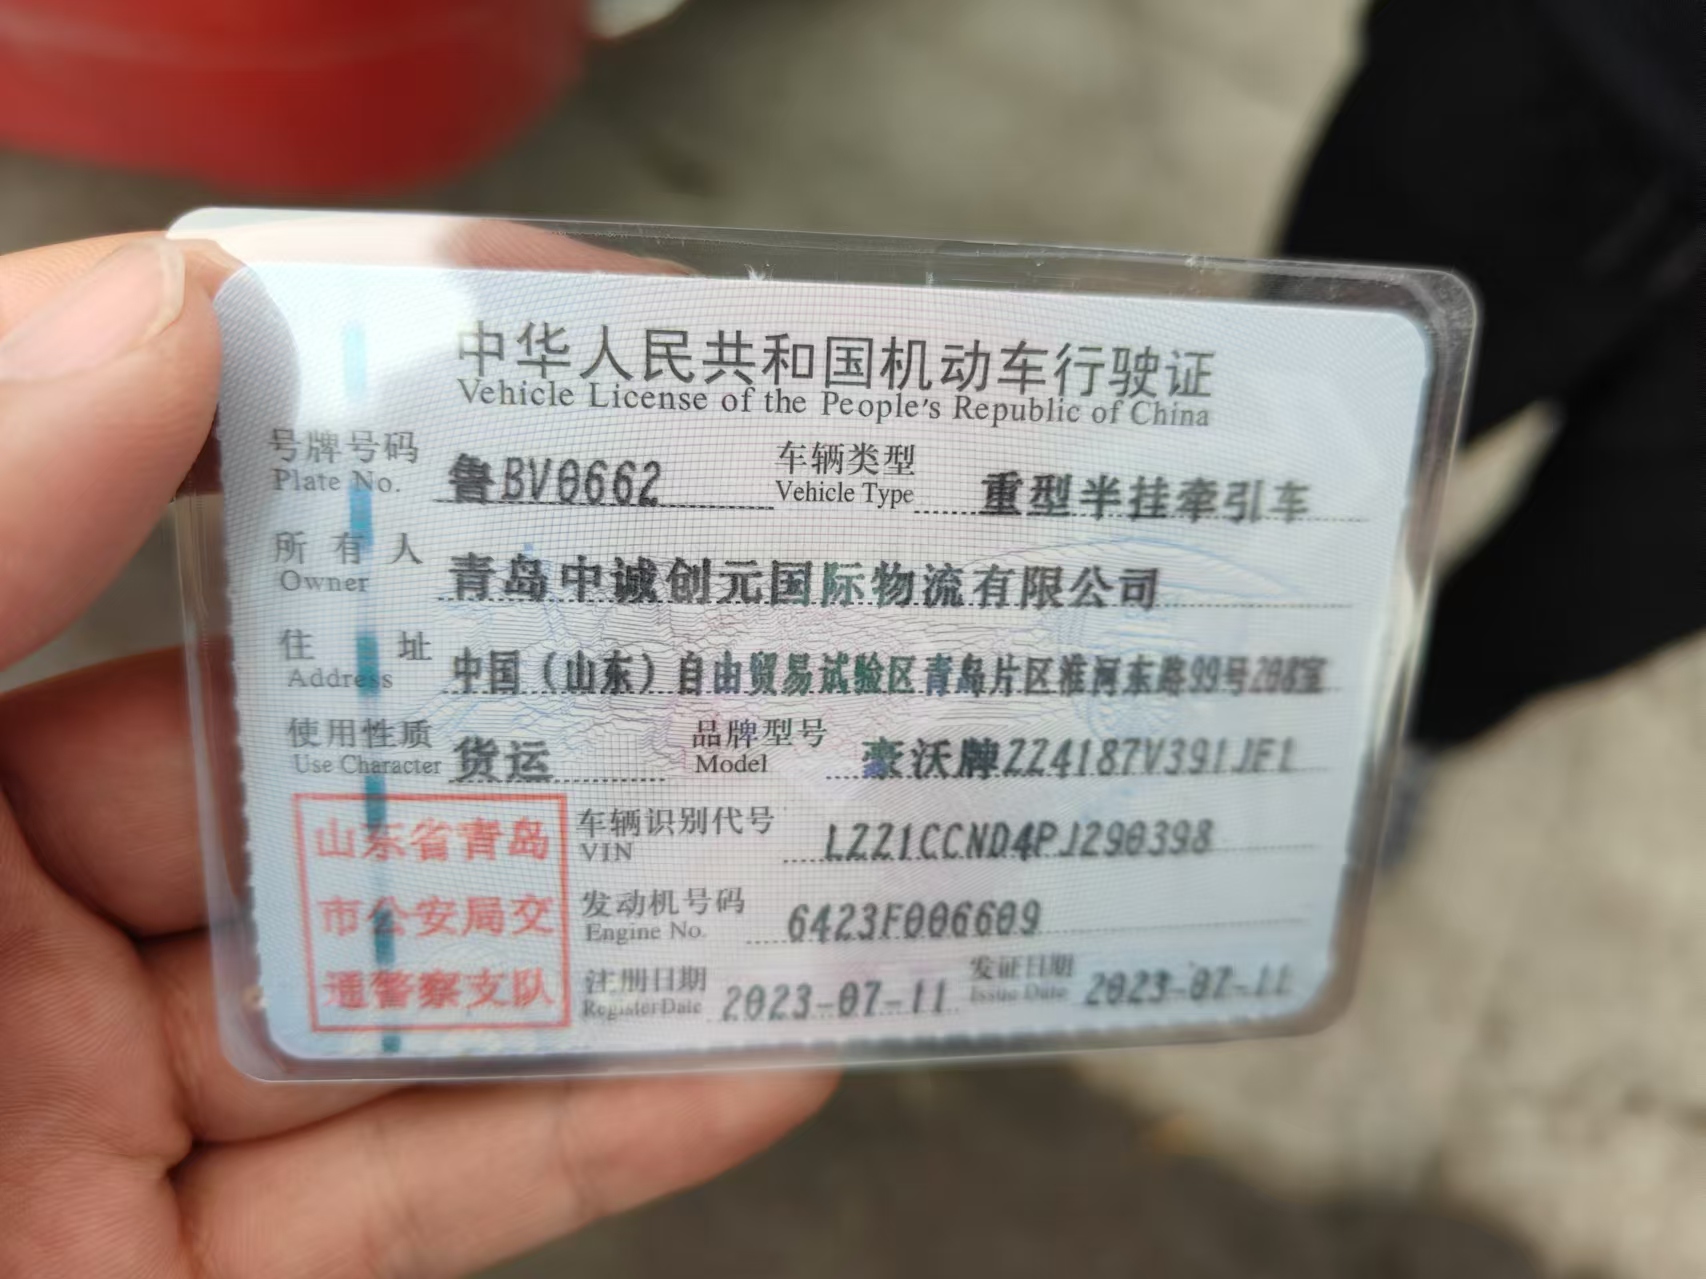 中华人民共和国机动车行驶证
Vehicle License of the People's Republic of China
号牌号码 鲁BV0662 车辆类型 重型半挂牵引车
Plate No. Vehicle Type
所有人 青岛中诚创元国际物流有限公司
Owner
住址 中国（山东）自由贸易试验区青岛片区淮河东路99号208室
Address
使用性质 货运 品牌型号 豪沃牌ZZ4187V391JF1
Use Character Model
山东省青岛
市公安局交
通警察支队
车辆识别代号 LZZ1CCND4PJ290398
VIN
发动机号码 6423F006609
Engine No.
注册日期 2023-07-11 发证日期 2023-07-11
Register Date Issue Date